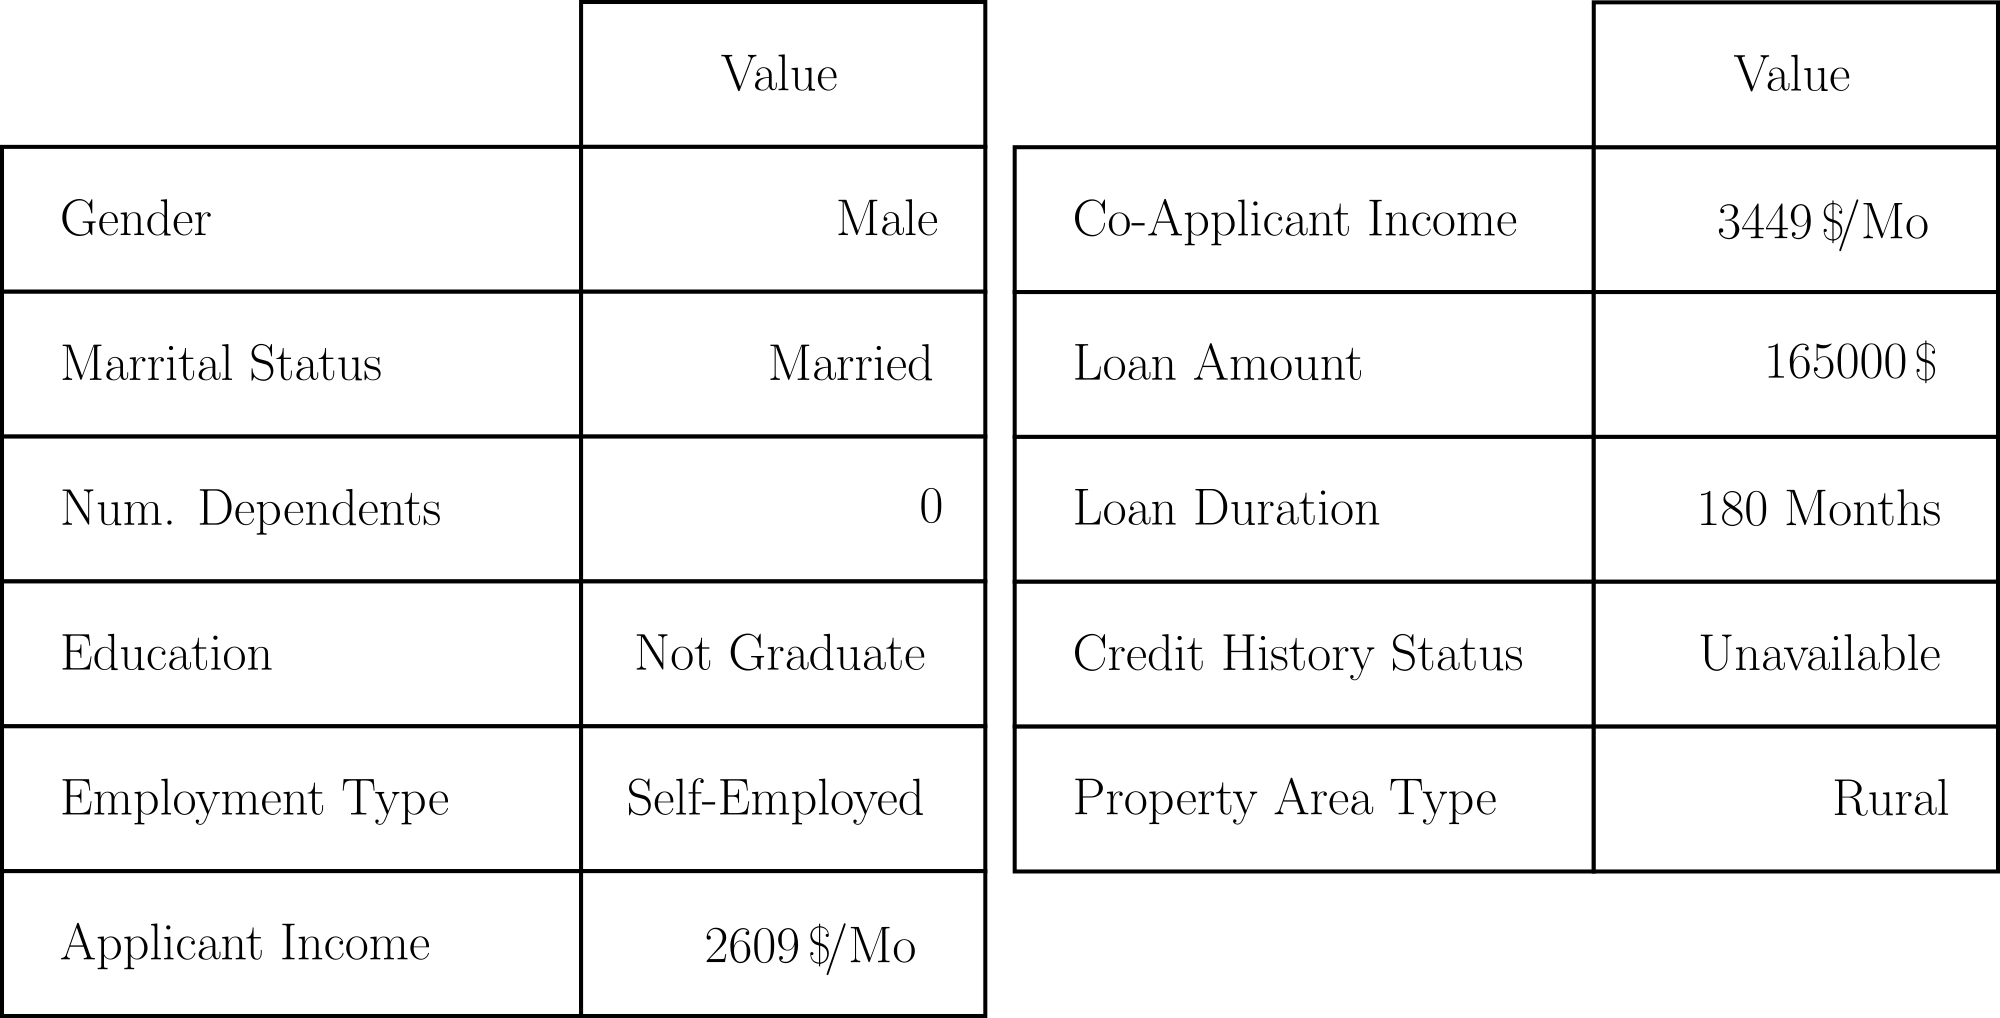 Value
Gender Male
Marrital Status Married
Num. Dependents 0
Education Not Graduate
Employment Type Self-Employed
Applicant Income 2609 $/Mo
Value
Co-Applicant Income 3449 $/Mo
Loan Amount 165000 $
Loan Duration 180 Months
Credit History Status Unavailable
Property Area Type Rural